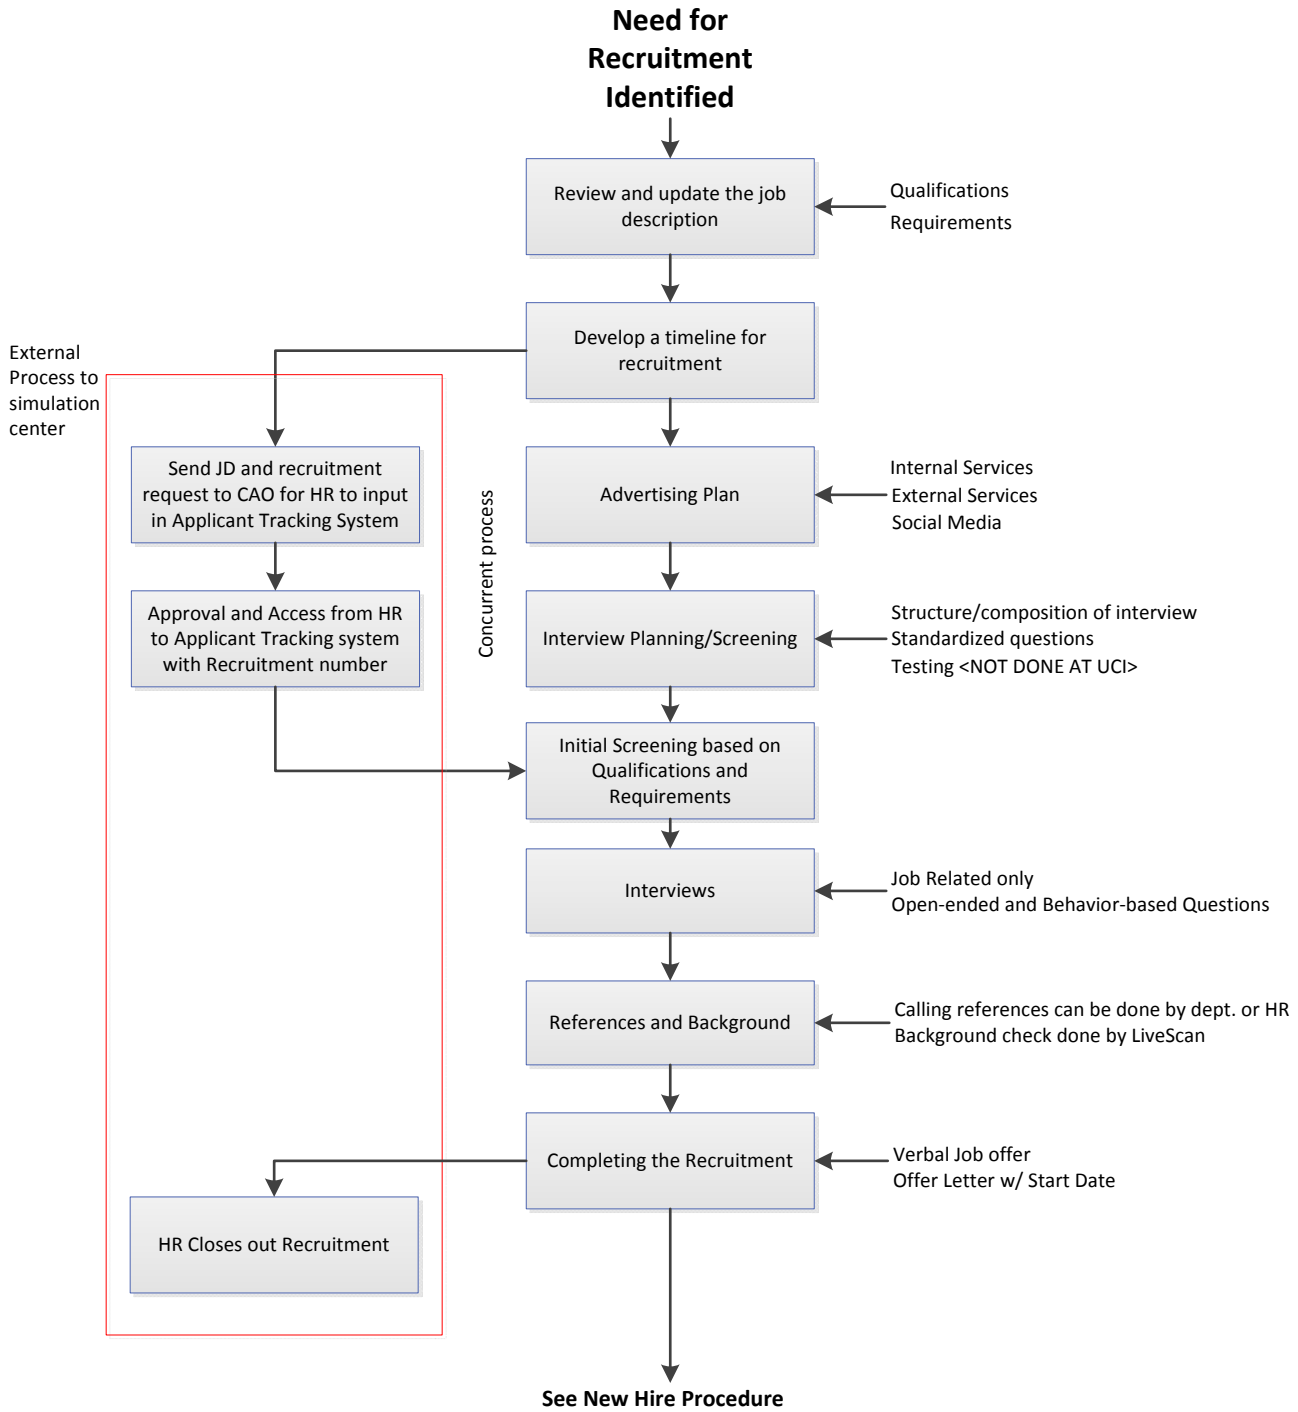 Need for
Recruitment
Identified
Review and update the job
description
Qualifications
Requirements
Develop a timeline for
recruitment
External
Process to
simulation
center
Send JD and recruitment
request to CAO for HR to input
in Applicant Tracking System
Advertising Plan
Internal Services
External Services
Social Media
Concurrent process
Approval and Access from HR
to Applicant Tracking system
with Recruitment number
Interview Planning/Screening
Structure/composition of interview
Standardized questions
Testing <NOT DONE AT UCI>
Initial Screening based on
Qualifications and
Requirements
Interviews
Job Related only
Open-ended and Behavior-based Questions
References and Background
Calling references can be done by dept. or HR
Background check done by LiveScan
Completing the Recruitment
Verbal Job offer
Offer Letter w/ Start Date
HR Closes out Recruitment
See New Hire Procedure